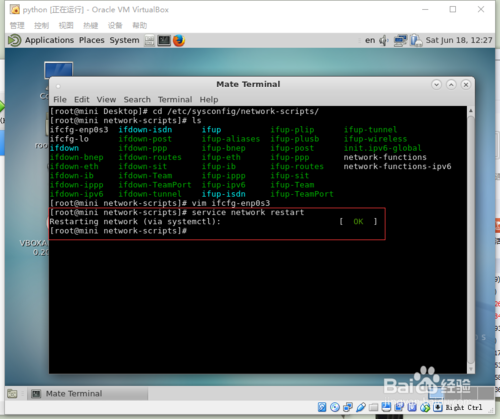 python [正在运行] - Oracle VM VirtualBox
管理 控制 视图 热键 设备 帮助
Applications Places System en Sat Jun 18, 12:27
Mate Terminal
File Edit View Search Terminal Help
[root@mini Desktop]# cd /etc/sysconfig/network-scripts/
[root@mini network-scripts]# ls
ifcfg-enp0s3 ifdown-isdn ifup ifup-plip ifup-tunnel
ifcfg-lo ifdown-post ifup-aliases ifup-plusb ifup-wireless
ifdown ifdown-ppp ifup-bnep ifup-post init.ipv6-global
ifdown-bnep ifdown-routes ifup-eth ifup-ppp network-functions
ifdown-eth ifdown-sit ifup-ib ifup-routes network-functions-ipv6
ifdown-ib ifdown-Team ifup-ippp ifup-sit
ifdown-ippp ifdown-TeamPort ifup-ipv6 ifup-Team
ifdown-ipv6 ifdown-tunnel ifup-isdn ifup-TeamPort
[root@mini network-scripts]# vim ifcfg-enp0s3
[root@mini network-scripts]# service network restart
Restarting network (via systemctl): [ OK ]
[root@mini network-scripts]#
Mate Terminal
Baidu 经验
Right Ctrl